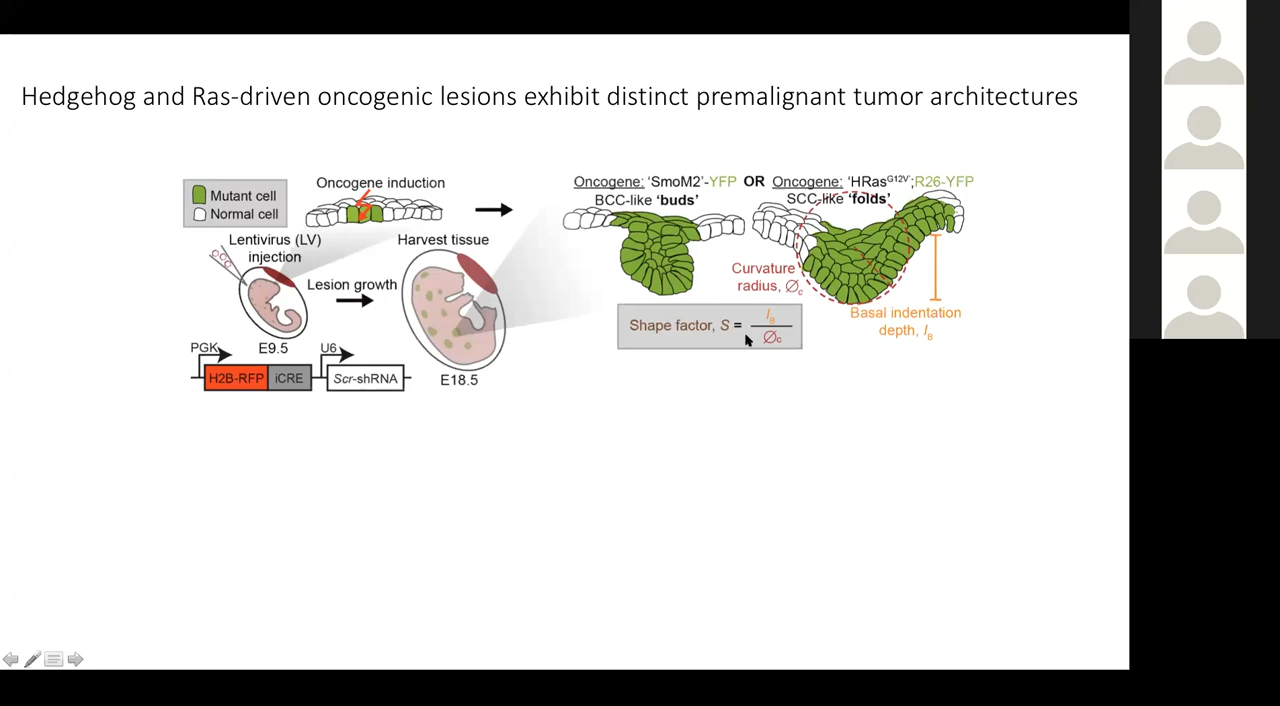 Hedgehog and Ras-driven oncogenic lesions exhibit distinct premalignant tumor architectures
Mutant cell
Normal cell
Oncogene induction
Lentivirus (LV)
injection
Lesion growth
Harvest tissue
E9.5
E18.5
PGK
U6
H2B-RFP
iCRE
Scr-shRNA
Oncogene: 'SmoM2'-YFP OR Oncogene: 'HRasG12V';R26-YFP
BCC-like 'buds'
SCC-like 'folds'
Curvature
radius, ∅c
Basal indentation
depth, IB
Shape factor, S = IB / ∅c